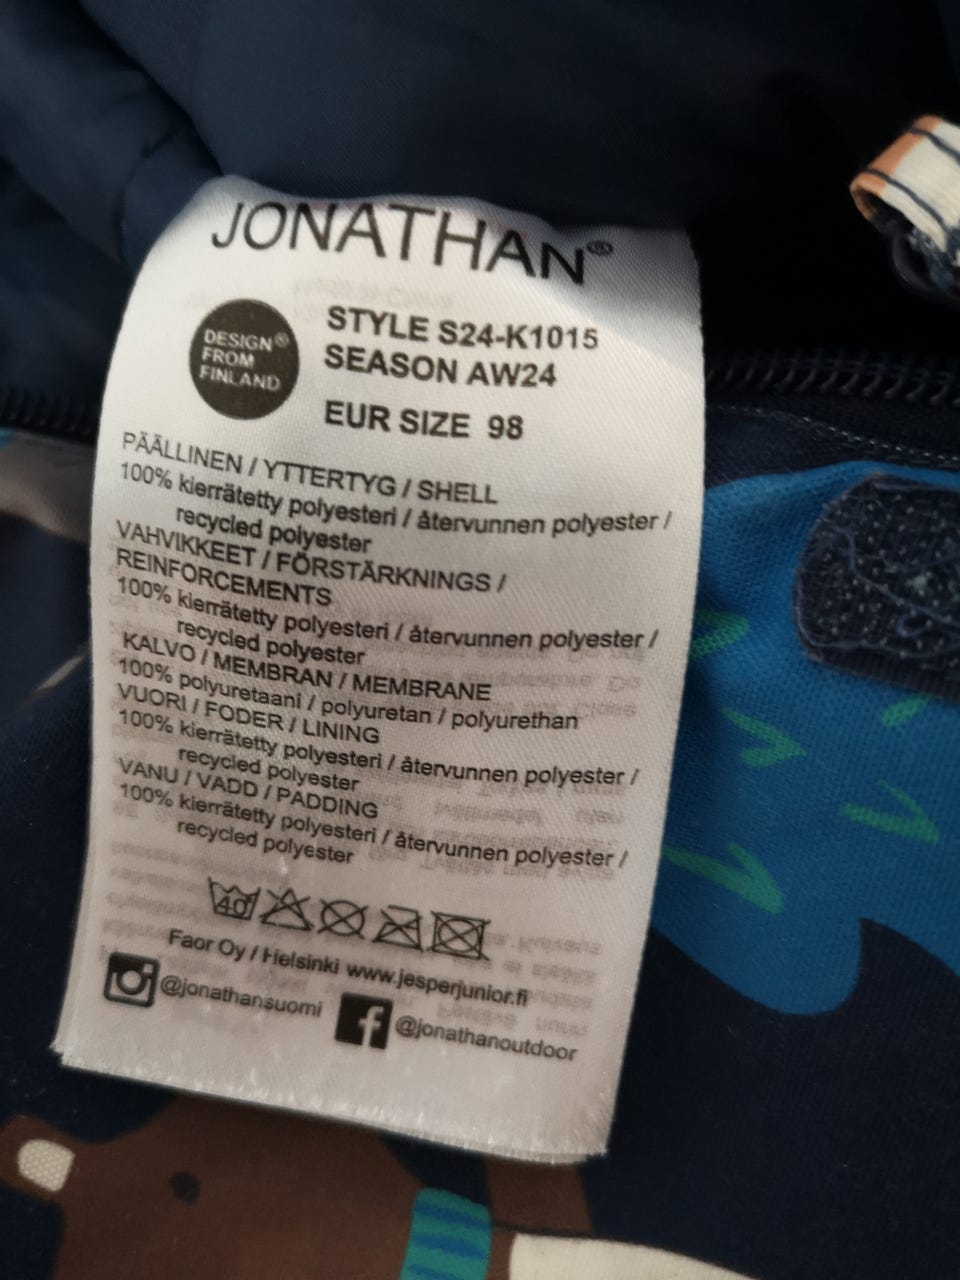 JONATHAN®
DESIGN®
FROM
FINLAND
STYLE S24-K1015
SEASON AW24
EUR SIZE 98
PÄÄLLINEN / YTTERTYG / SHELL
100% kierrätetty polyesteri / återvunnen polyester /
recycled polyester
VAHVIKKEET / FÖRSTÄRKNINGS /
REINFORCEMENTS
100% kierrätetty polyesteri / återvunnen polyester /
recycled polyester
KALVO / MEMBRAN / MEMBRANE
100% polyuretaani / polyuretan / polyurethan
VUORI / FODER / LINING
100% kierrätetty polyesteri / återvunnen polyester /
recycled polyester
VANU / VADD / PADDING
100% kierrätetty polyesteri / återvunnen polyester /
recycled polyester
40
Faor Oy / Helsinki www.jesperjunior.fi
@jonathansuomi
f @jonathanoutdoor